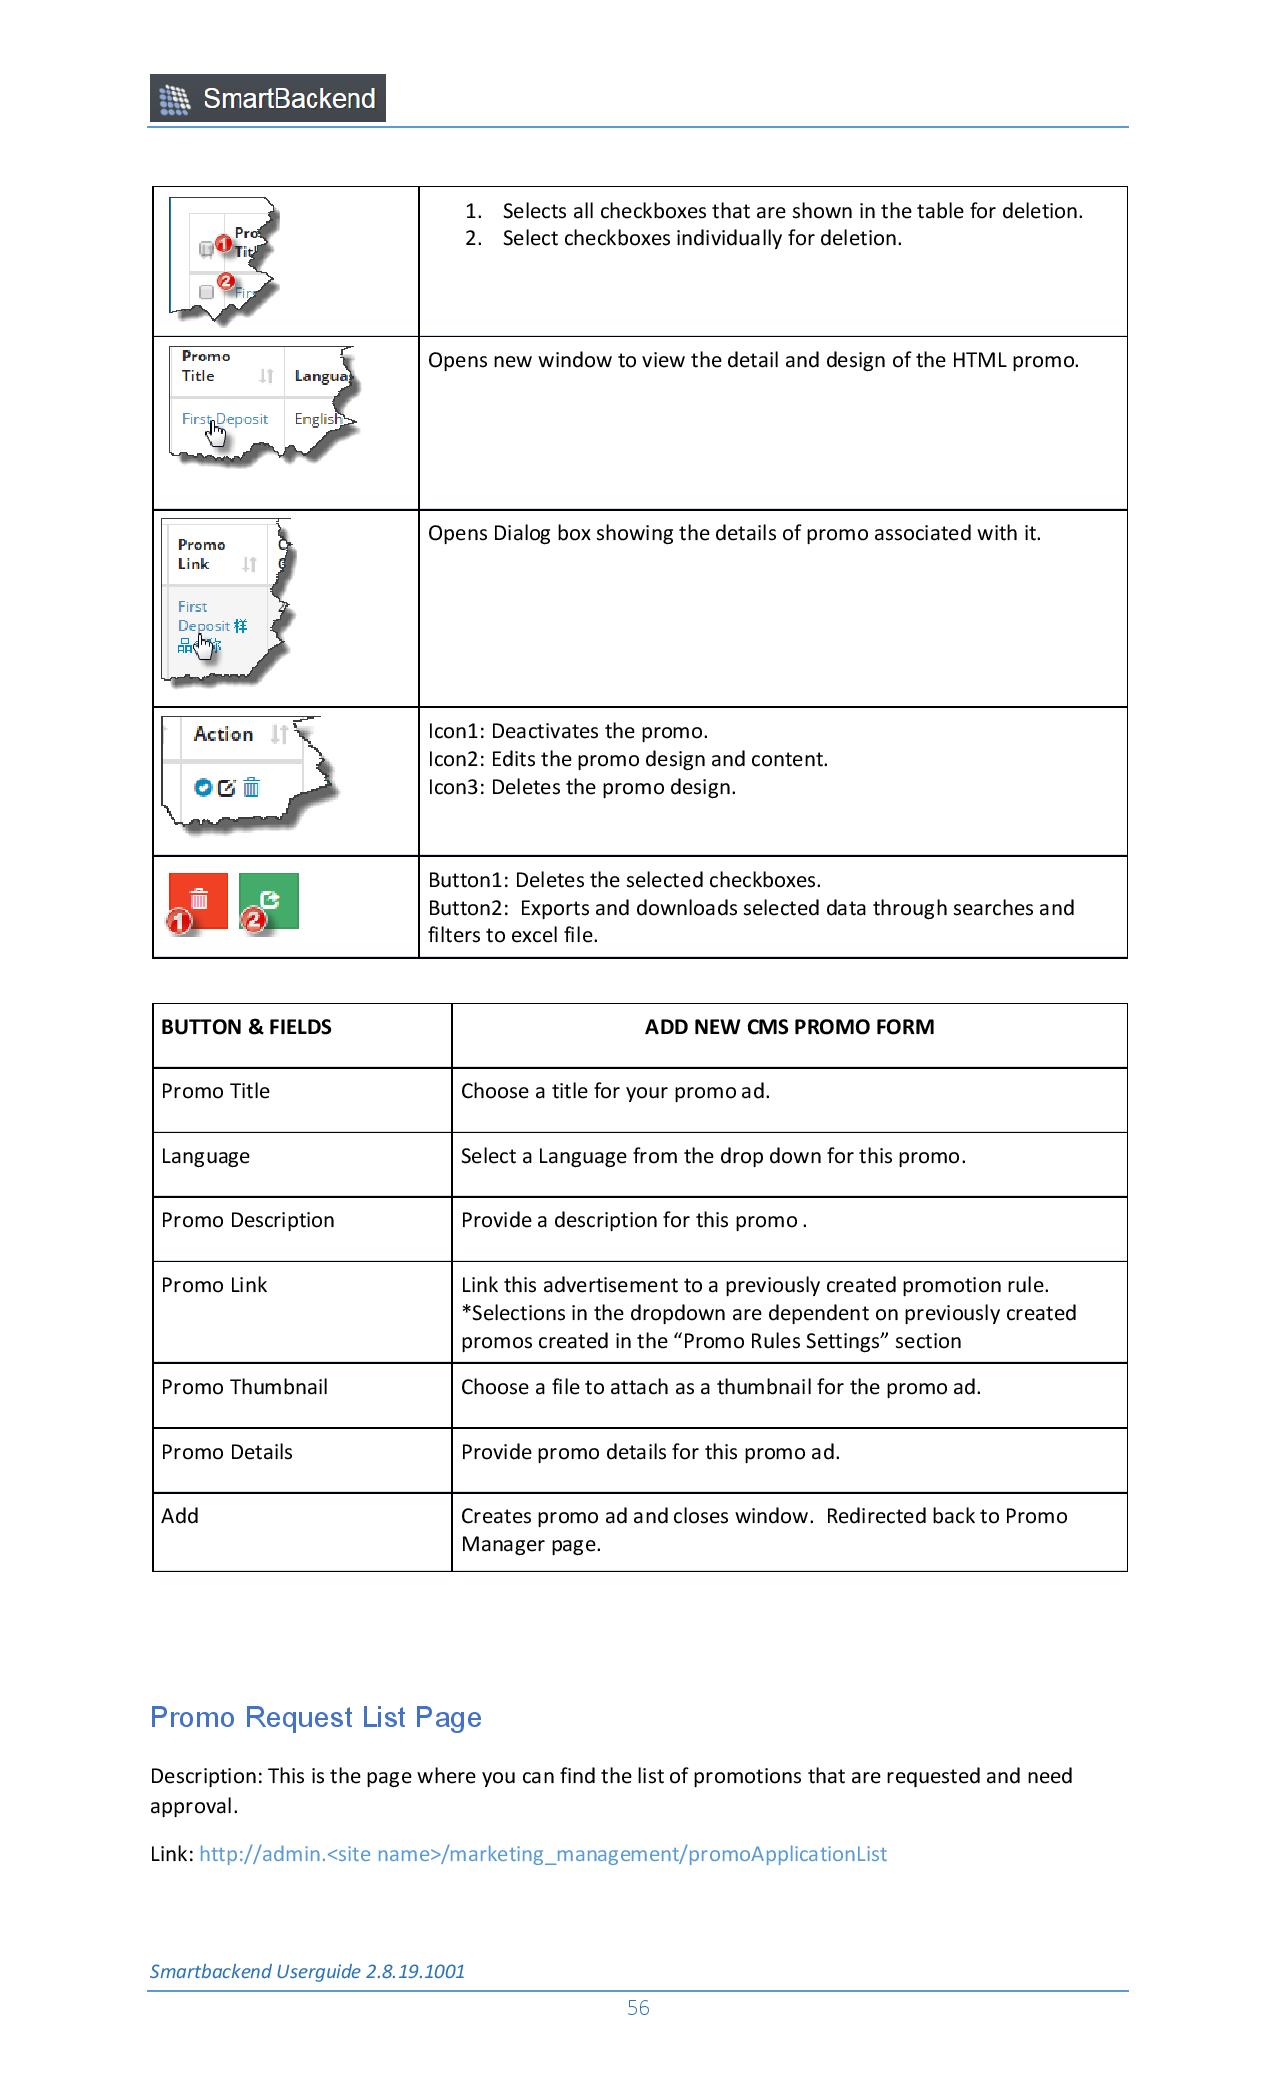 SmartBackend
Pro
Tit
1
2
Fir
1. Selects all checkboxes that are shown in the table for deletion.
2. Select checkboxes individually for deletion.
Promo
Title
Langua
First Deposit
English
Opens new window to view the detail and design of the HTML promo.
Promo
Link
First
Deposit
Opens Dialog box showing the details of promo associated with it.
Action
Icon1: Deactivates the promo.
Icon2: Edits the promo design and content.
Icon3: Deletes the promo design.
1 2
Button1: Deletes the selected checkboxes.
Button2:  Exports and downloads selected data through searches and
filters to excel file.
BUTTON & FIELDS
ADD NEW CMS PROMO FORM
Promo Title
Choose a title for your promo ad.
Language
Select a Language from the drop down for this promo.
Promo Description
Provide a description for this promo .
Promo Link
Link this advertisement to a previously created promotion rule.
*Selections in the dropdown are dependent on previously created
promos created in the “Promo Rules Settings” section
Promo Thumbnail
Choose a file to attach as a thumbnail for the promo ad.
Promo Details
Provide promo details for this promo ad.
Add
Creates promo ad and closes window.  Redirected back to Promo
Manager page.
Promo Request List Page
Description: This is the page where you can find the list of promotions that are requested and need
approval.
Link: http://admin.<site name>/marketing_management/promoApplicationList
Smartbackend Userguide 2.8.19.1001
56